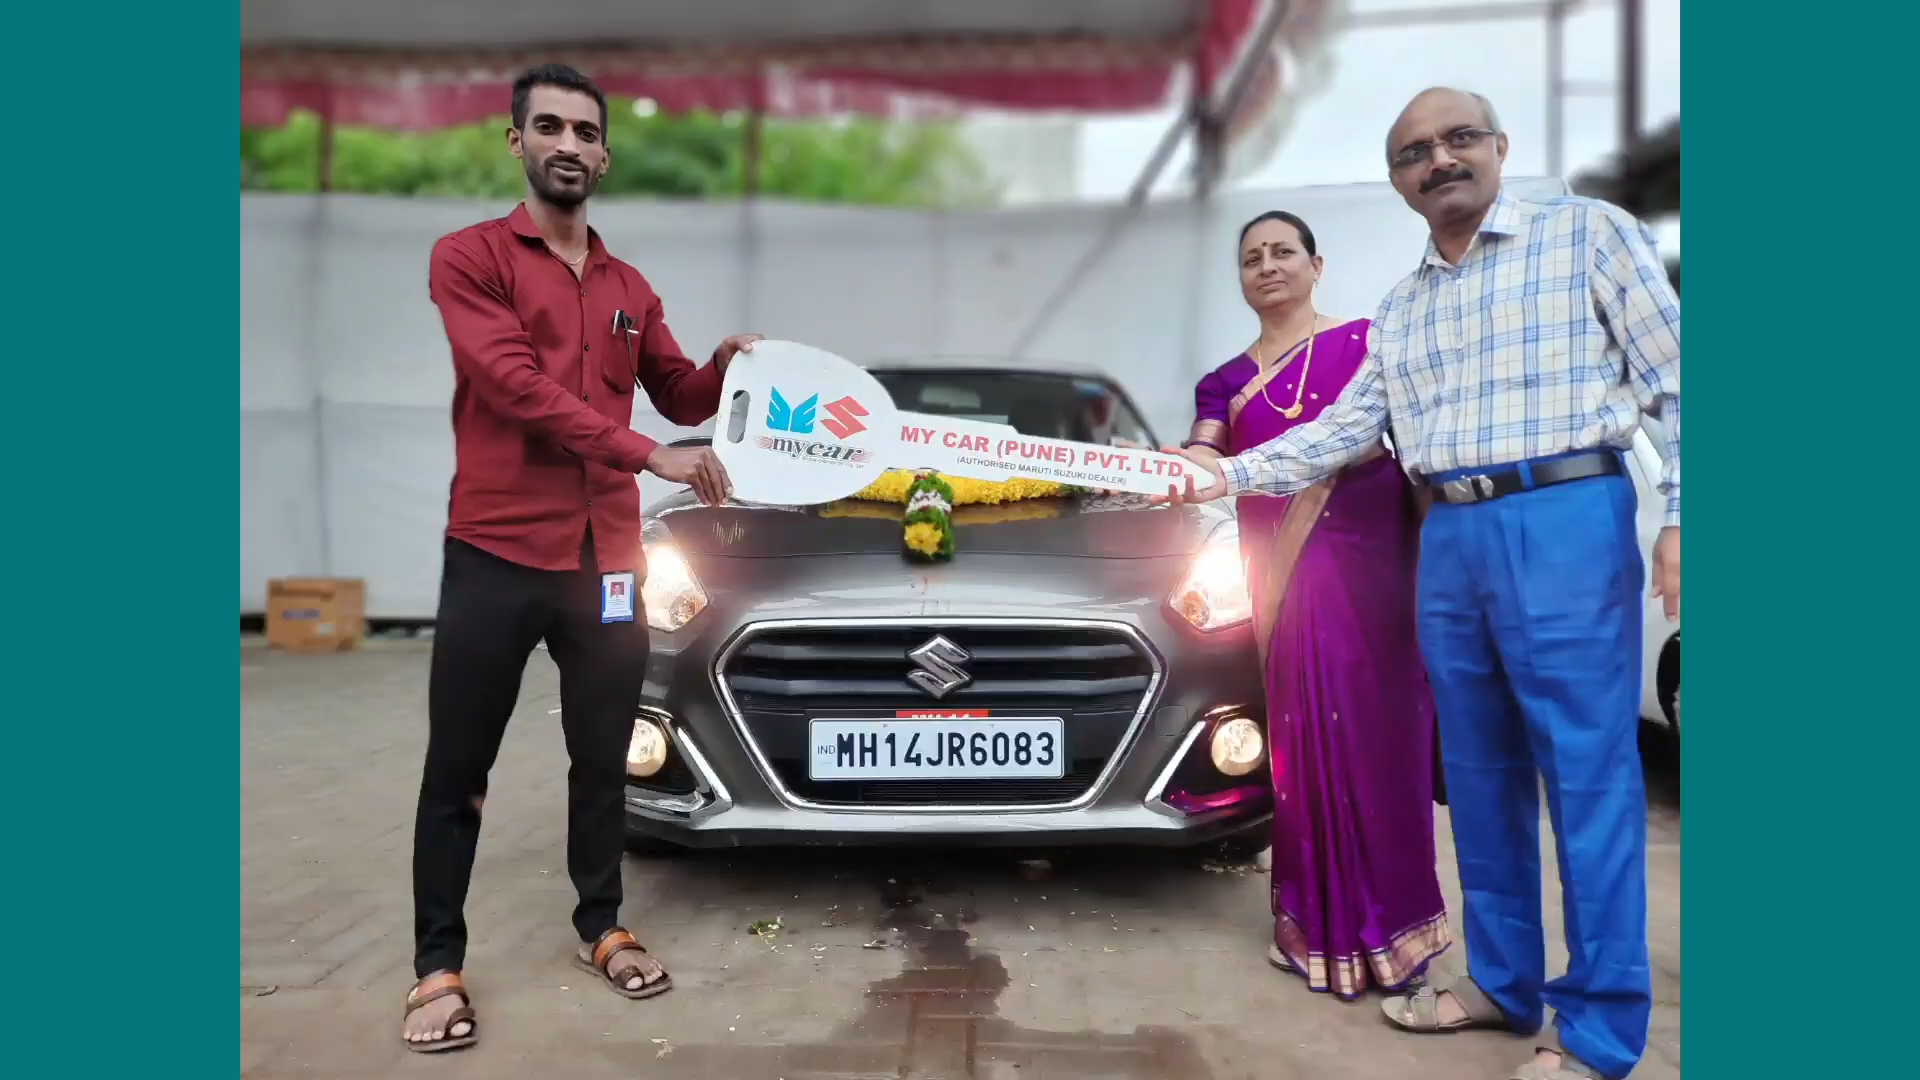 mycar
MY CAR (PUNE) PVT. LTD.
(AUTHORISED MARUTI SUZUKI DEALER)
IND MH14JR6083